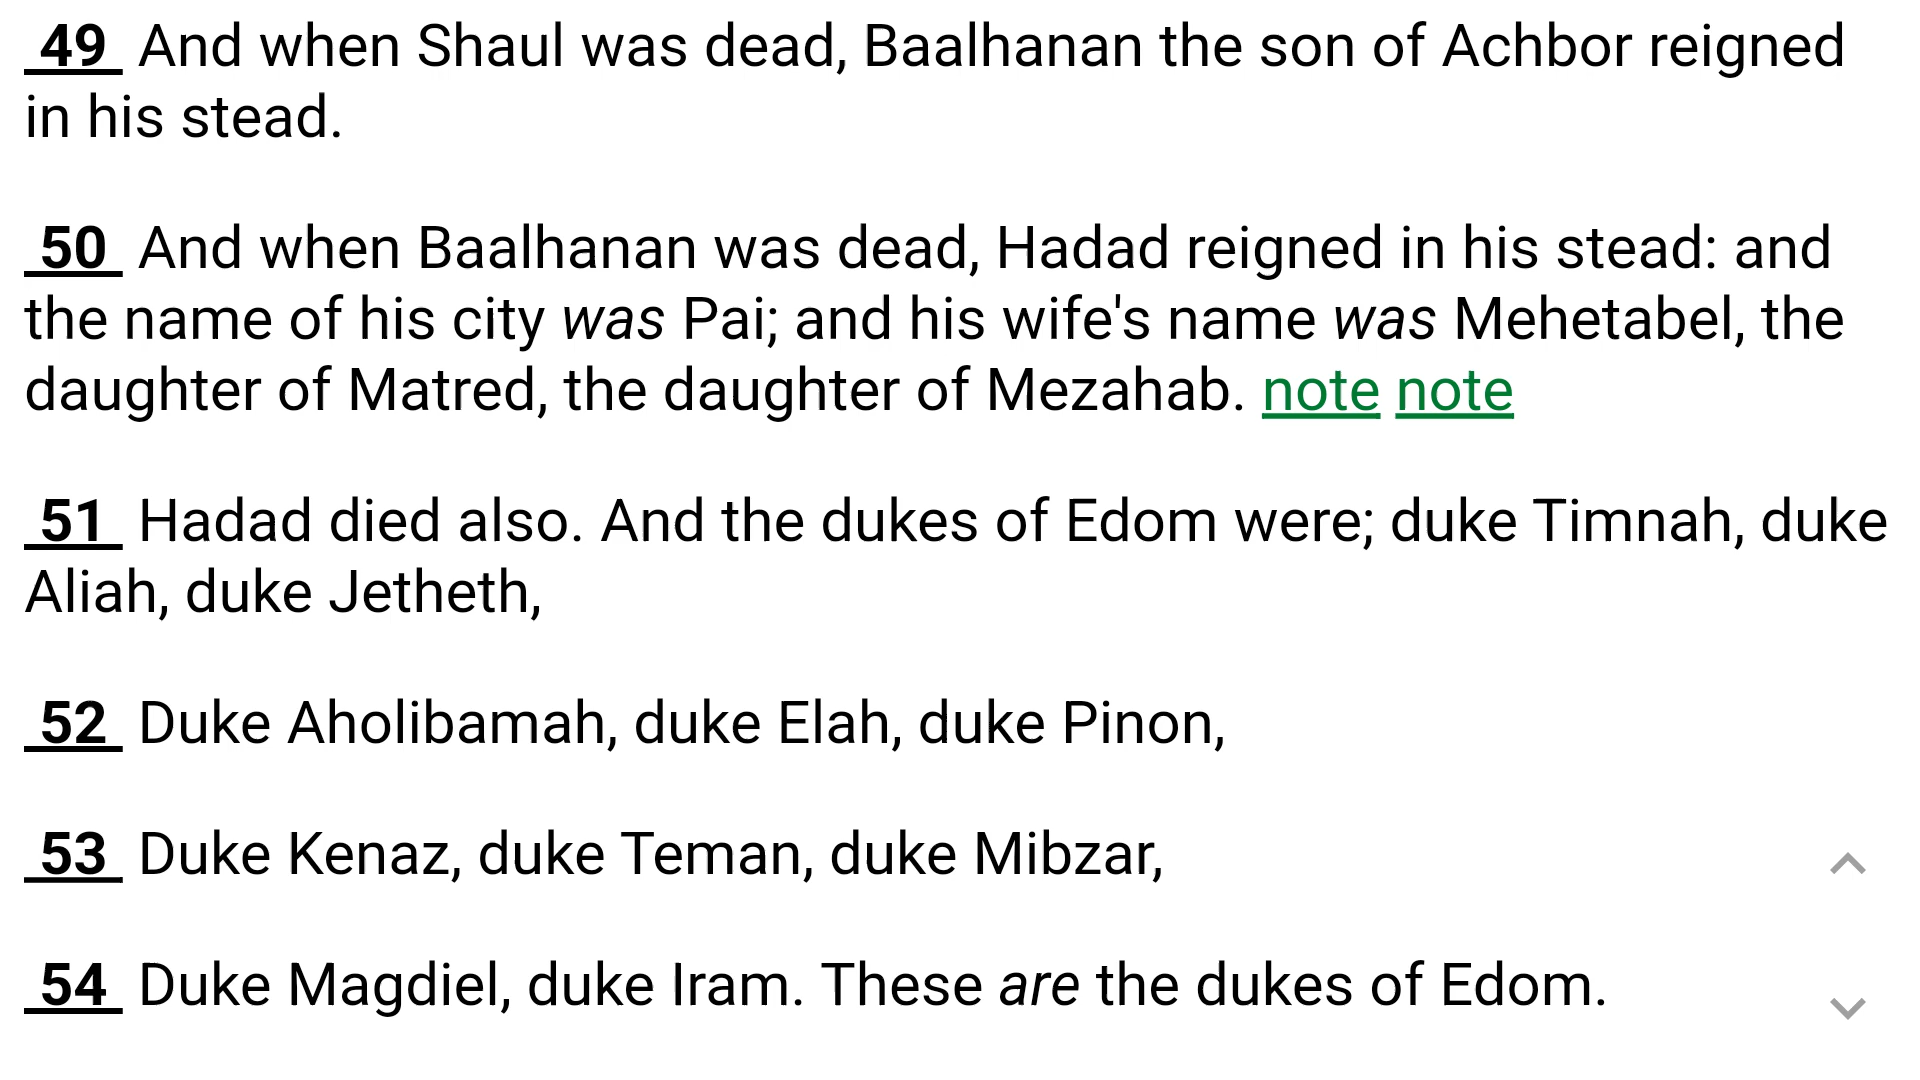 49 And when Shaul was dead, Baalhanan the son of Achbor reigned
in his stead.
50 And when Baalhanan was dead, Hadad reigned in his stead: and
the name of his city was Pai; and his wife's name was Mehetabel, the
daughter of Matred, the daughter of Mezahab. note note
51 Hadad died also. And the dukes of Edom were; duke Timnah, duke
Aliah, duke Jetheth,
52 Duke Aholibamah, duke Elah, duke Pinon,
53 Duke Kenaz, duke Teman, duke Mibzar,
54 Duke Magdiel, duke Iram. These are the dukes of Edom.